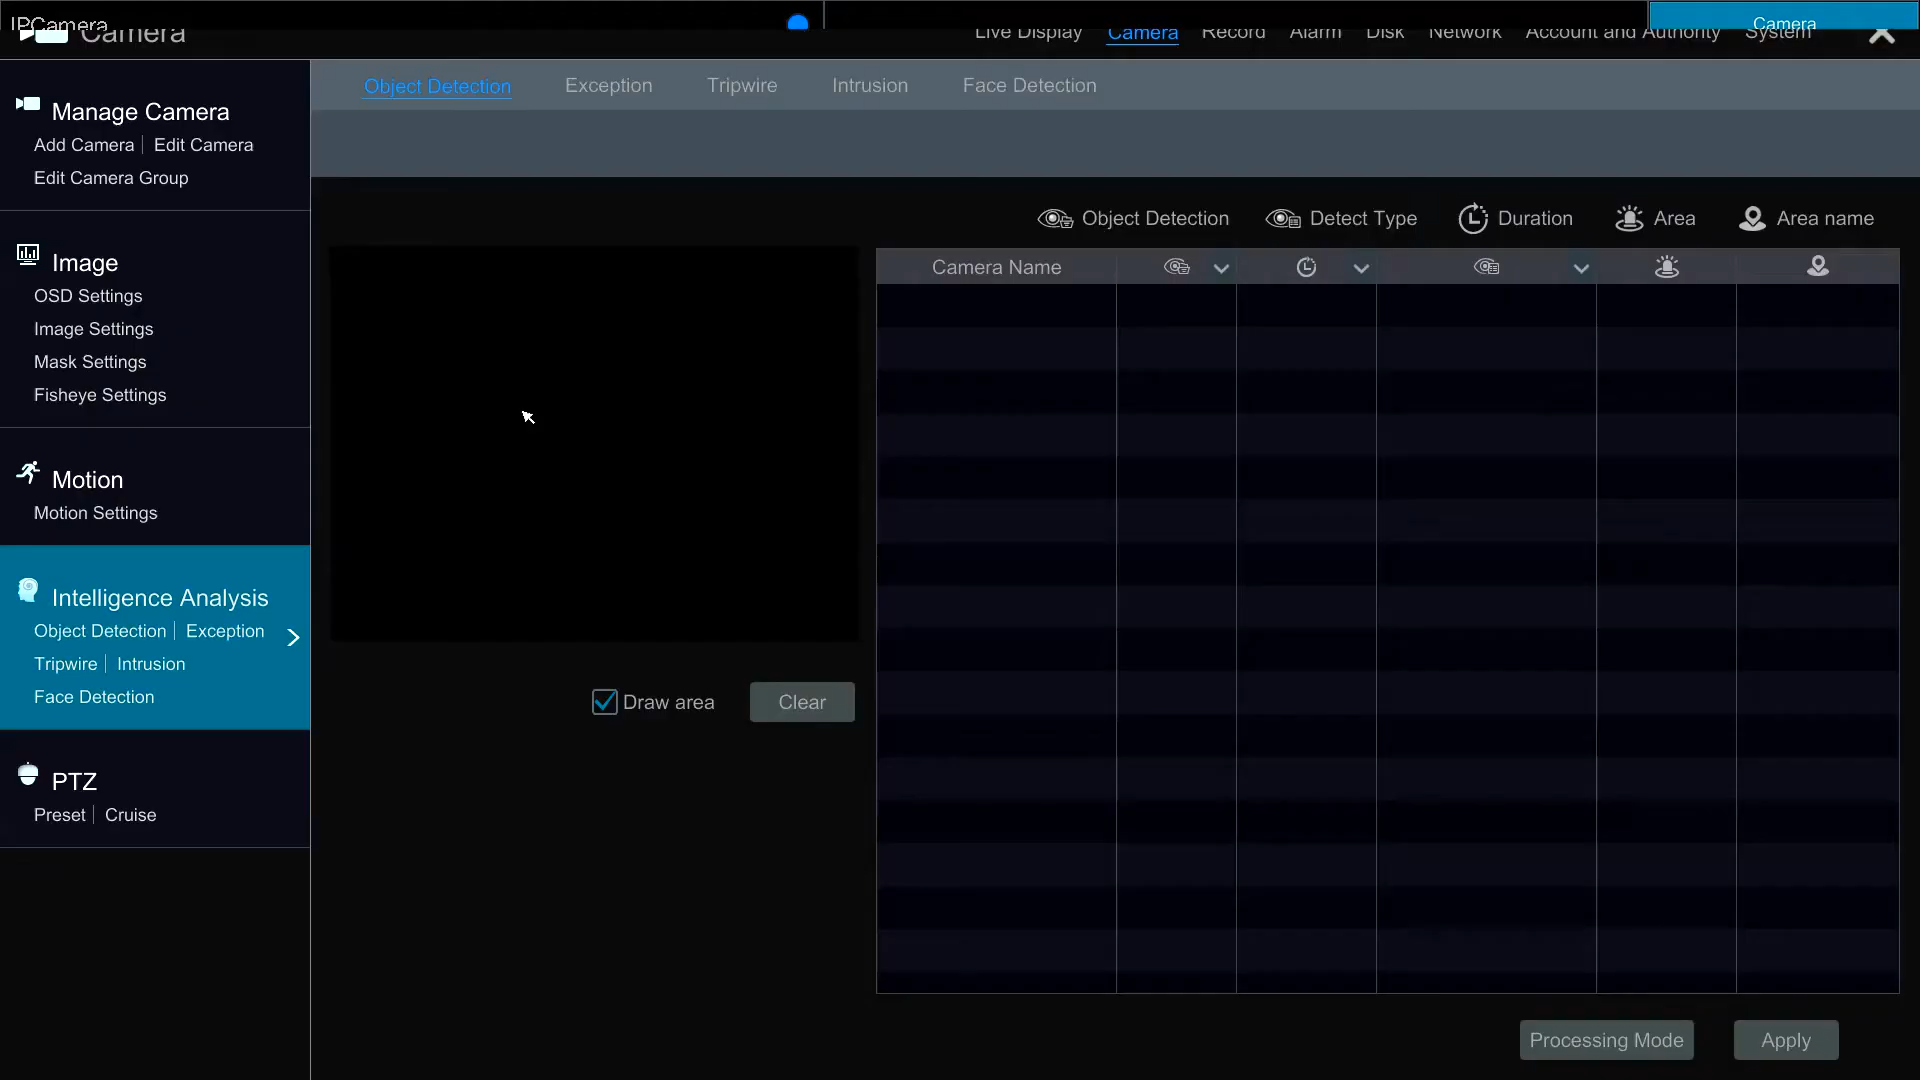 IPCamera
Camera
Camera
Live Display Camera Record Alarm Disk Network Account and Authority System
Object Detection Exception Tripwire Intrusion Face Detection
Manage Camera
Add Camera Edit Camera
Edit Camera Group
Image
OSD Settings
Image Settings
Mask Settings
Fisheye Settings
Motion
Motion Settings
Intelligence Analysis
Object Detection Exception
Tripwire Intrusion
Face Detection
PTZ
Preset Cruise
Object Detection Detect Type Duration Area Area name
Camera Name
Draw area Clear
Processing Mode Apply